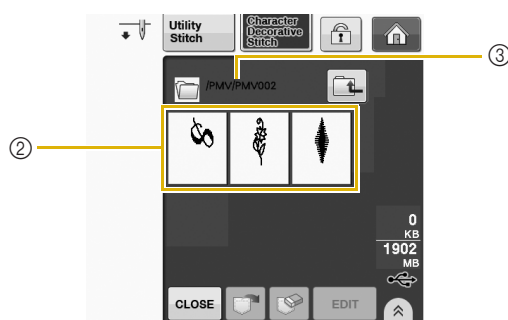 Utility
Stitch
Character
Decorative
Stitch
③
/PMV/PMV002
②
0
KB
1902
MB
CLOSE
EDIT